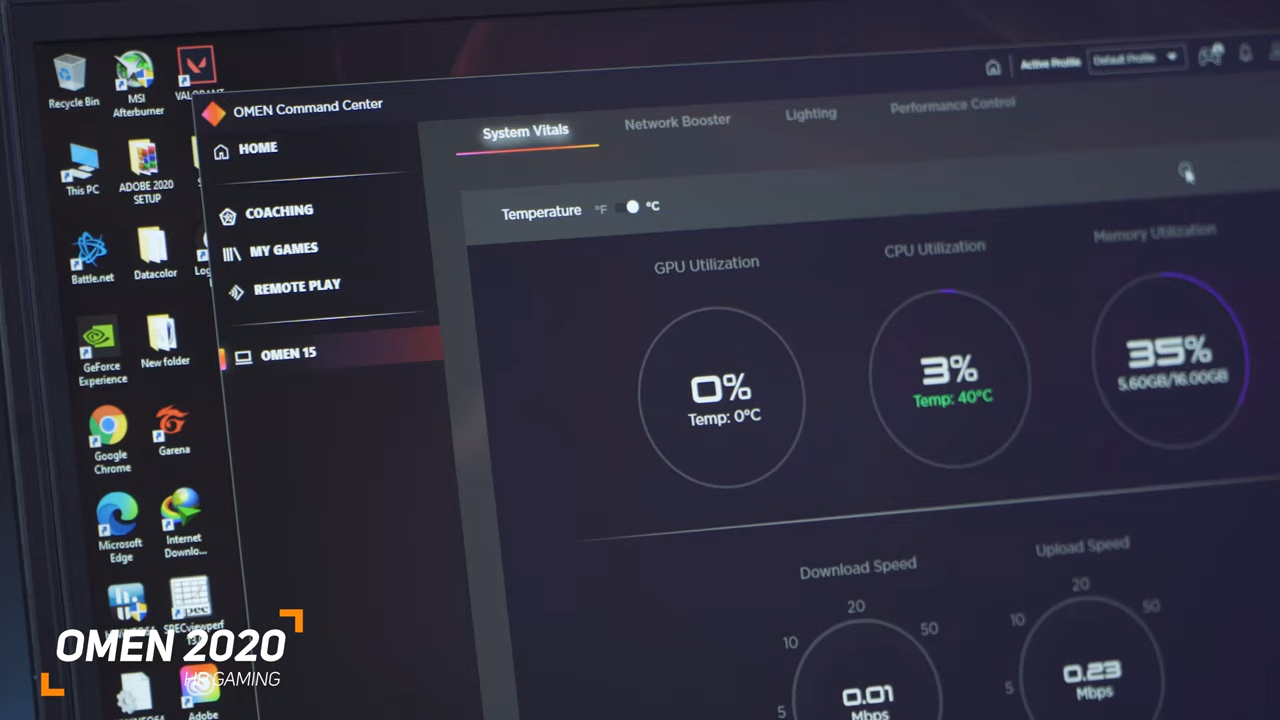 Recycle Bin
MSI
Afterburner
This PC
ADOBE 2020
SETUP
Battle.net
Datacolor
GeForce
Experience
New folder
Google
Chrome
Garena
Microsoft
Edge
Internet
Downlo...
SPECviewperf
Adobe
OMEN Command Center
Active Profile
Default Profile
HOME
COACHING
MY GAMES
REMOTE PLAY
OMEN 15
System Vitals
Network Booster
Lighting
Performance Control
Temperature °F °C
GPU Utilization
0%
Temp: 0°C
CPU Utilization
3%
Temp: 40°C
Memory Utilization
35%
5.60GB/16.00GB
Download Speed
5
10
20
50
0.01
Mbps
Upload Speed
5
10
20
50
0.23
Mbps
spec
OMEN 2020
HP GAMING